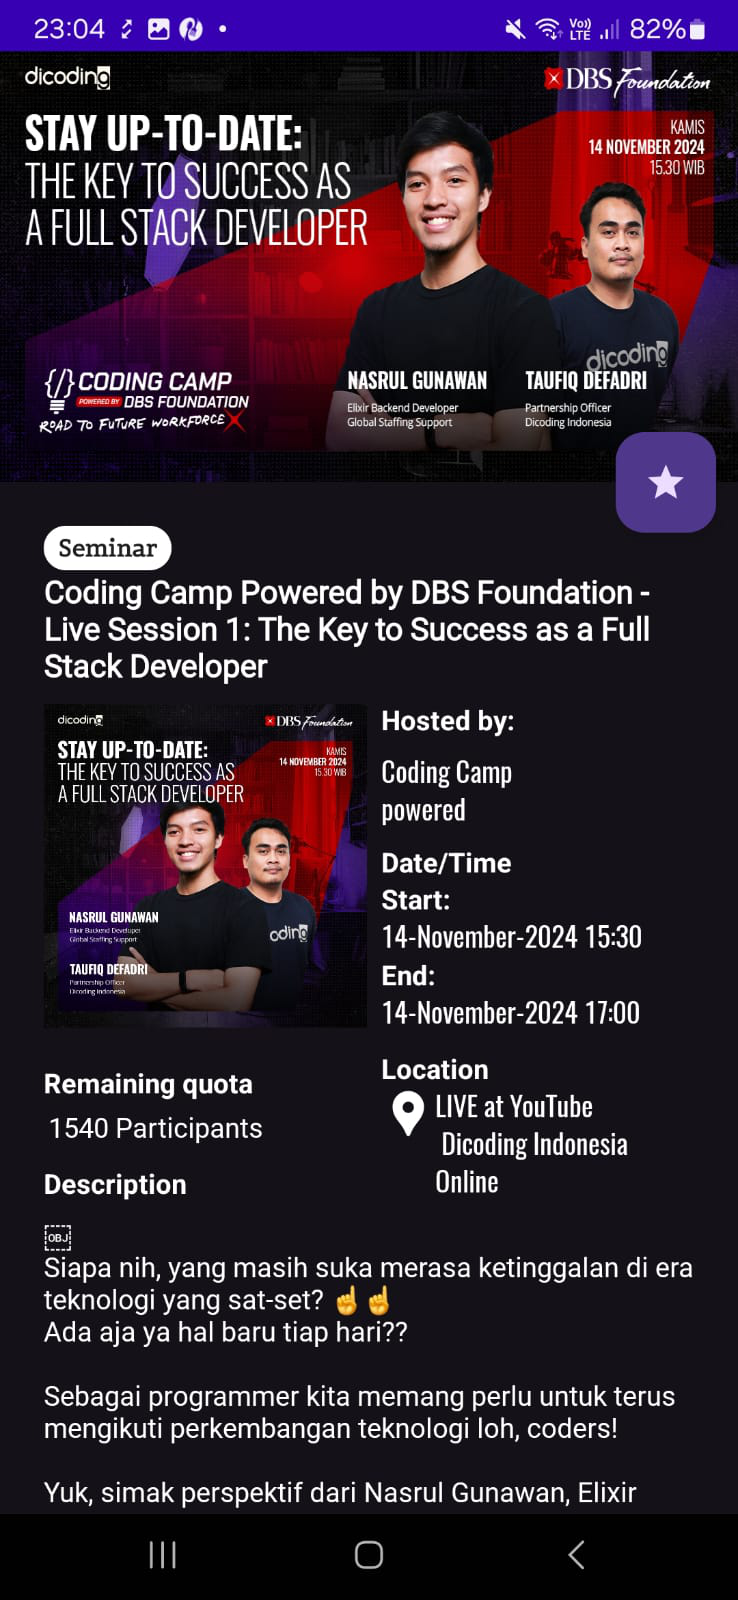 23:04
Vo))
LTE
82%
dicoding
DBS Foundation
STAY UP-TO-DATE:
THE KEY TO SUCCESS AS
A FULL STACK DEVELOPER
KAMIS
14 NOVEMBER 2024
15.30 WIB
dicoding
{/} CODING CAMP
POWERED BY DBS FOUNDATION
ROAD TO FUTURE WORKFORCE X
NASRUL GUNAWAN
Elixir Backend Developer
Global Staffing Support
TAUFIQ DEFADRI
Partnership Officer
Dicoding Indonesia
Seminar
Coding Camp Powered by DBS Foundation -
Live Session 1: The Key to Success as a Full
Stack Developer
dicoding
DBS Foundation
STAY UP-TO-DATE:
THE KEY TO SUCCESS AS
A FULL STACK DEVELOPER
KAMIS
14 NOVEMBER 2024
15.30 WIB
NASRUL GUNAWAN
Elixir Backend Developer
Global Staffing Support
oding
TAUFIQ DEFADRI
Partnership Officer
Dicoding Indonesia
Hosted by:
Coding Camp
powered
Date/Time
Start:
14-November-2024 15:30
End:
14-November-2024 17:00
Remaining quota
1540 Participants
Location
LIVE at YouTube
Dicoding Indonesia
Online
Description
OBJ
Siapa nih, yang masih suka merasa ketinggalan di era
teknologi yang sat-set? ☝️☝️
Ada aja ya hal baru tiap hari??
Sebagai programmer kita memang perlu untuk terus
mengikuti perkembangan teknologi loh, coders!
Yuk, simak perspektif dari Nasrul Gunawan, Elixir